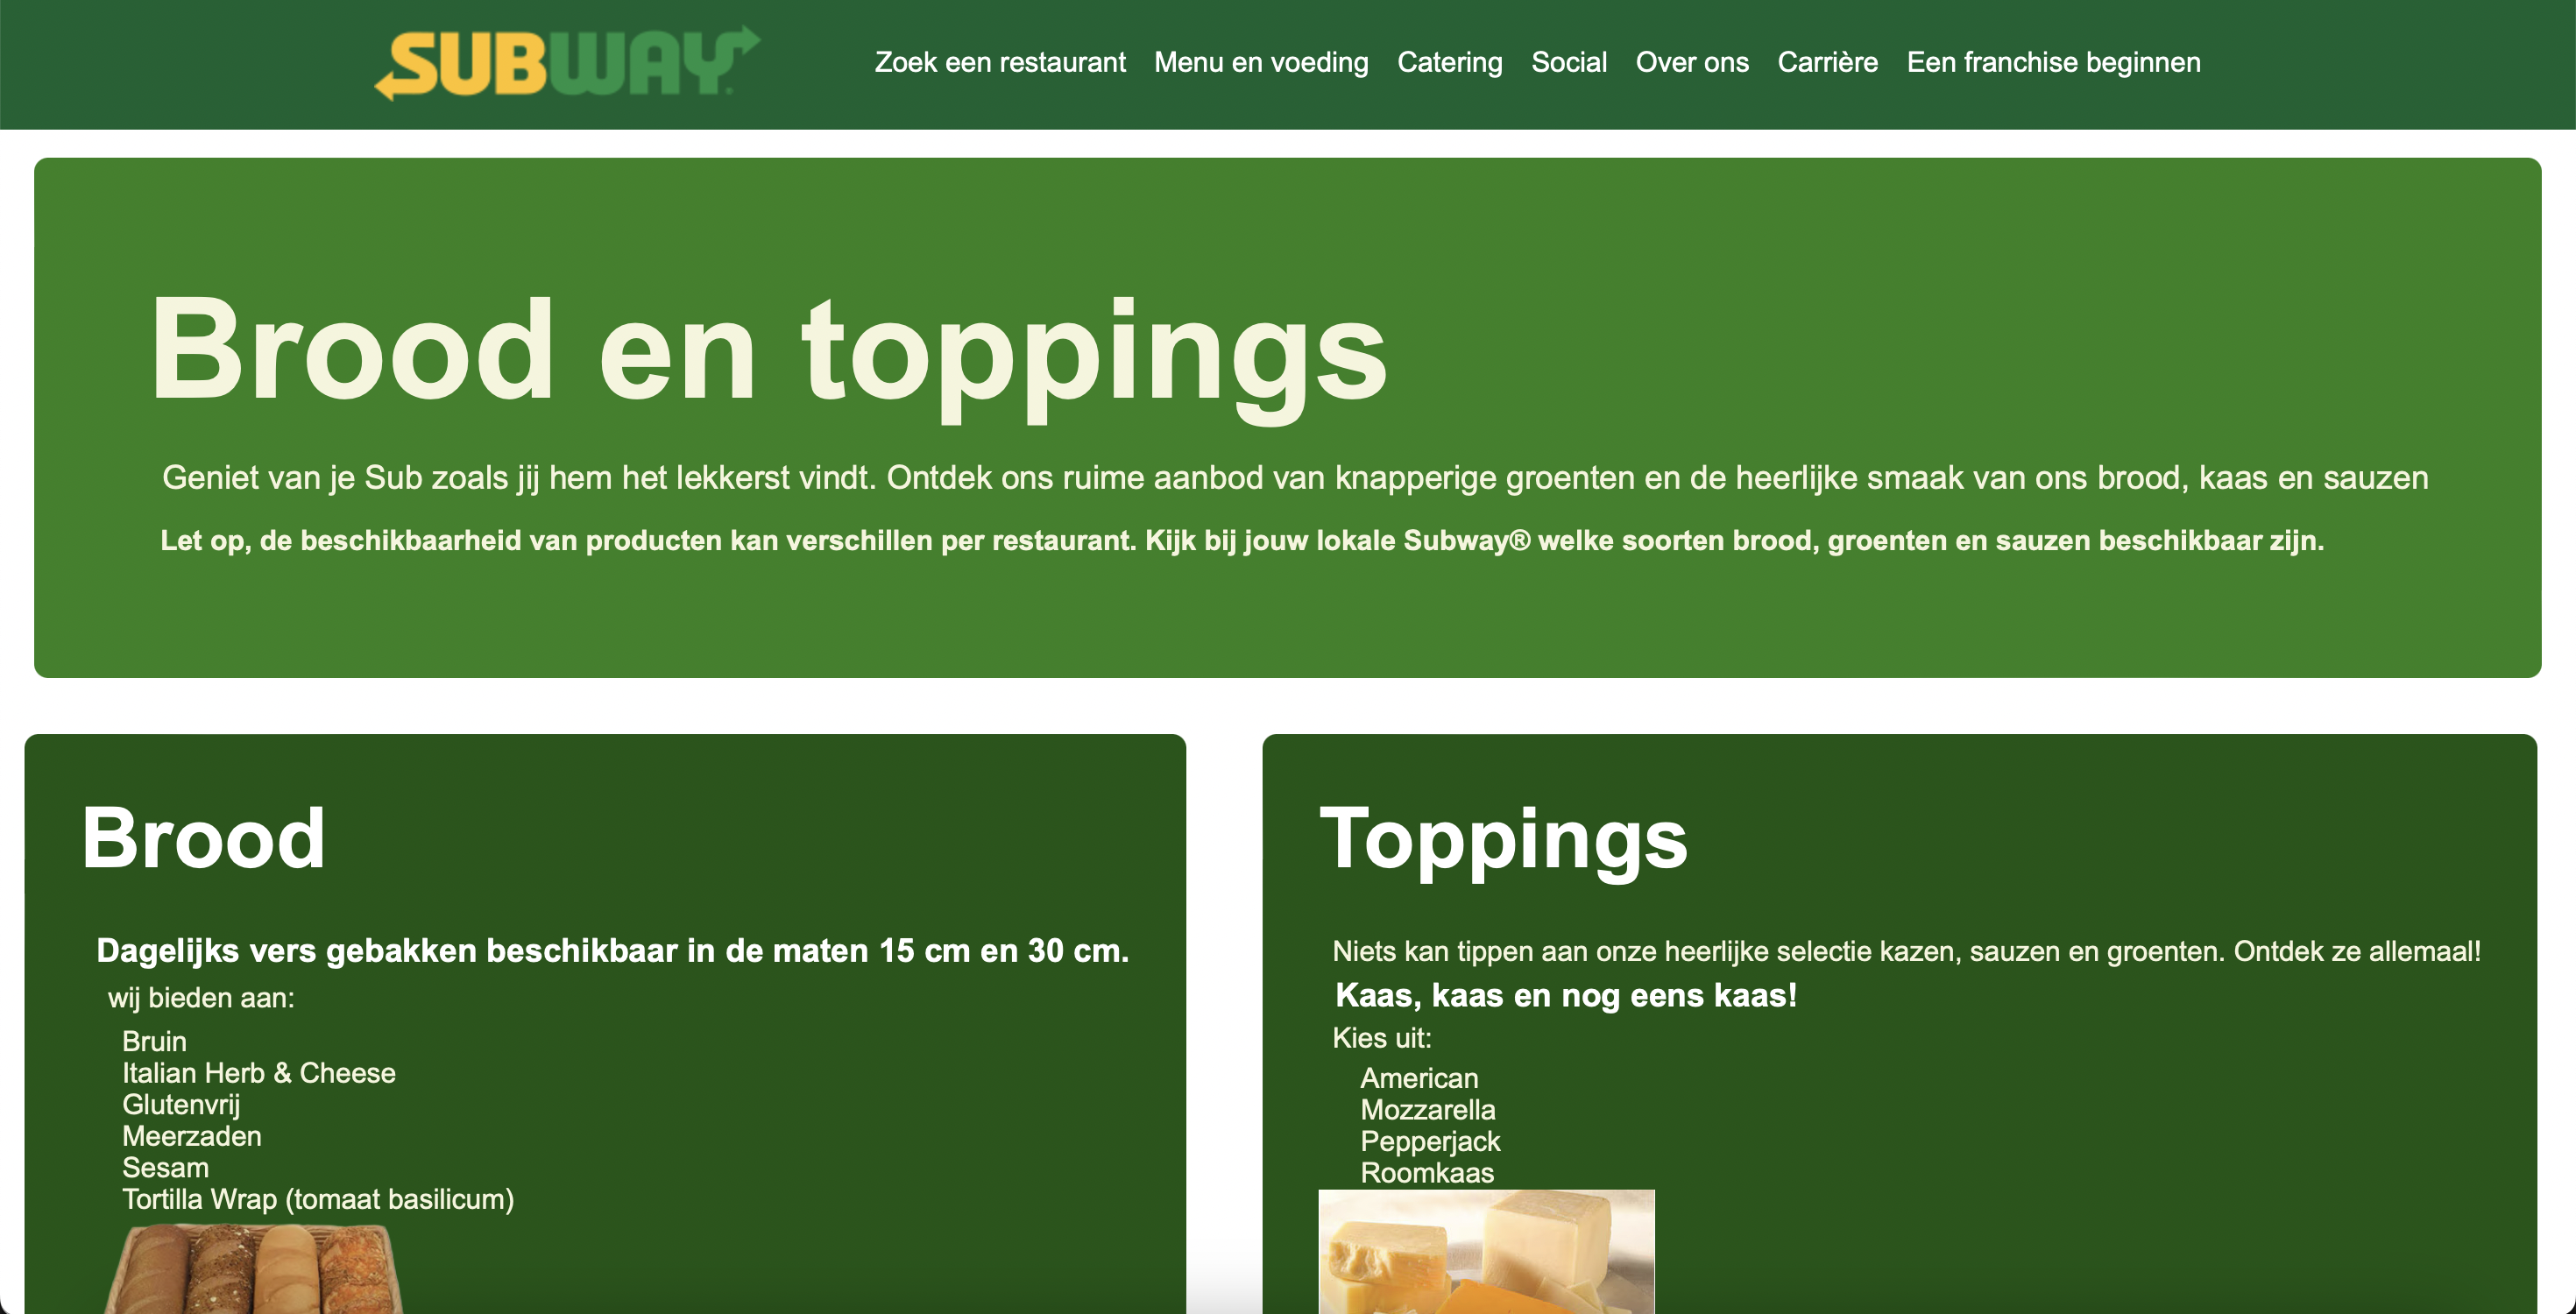 SUBWAY
Zoek een restaurant Menu en voeding Catering Social Over ons Carrière Een franchise beginnen
Brood en toppings
Geniet van je Sub zoals jij hem het lekkerst vindt. Ontdek ons ruime aanbod van knapperige groenten en de heerlijke smaak van ons brood, kaas en sauzen
Let op, de beschikbaarheid van producten kan verschillen per restaurant. Kijk bij jouw lokale Subway® welke soorten brood, groenten en sauzen beschikbaar zijn.
Brood
Dagelijks vers gebakken beschikbaar in de maten 15 cm en 30 cm.
wij bieden aan:
Bruin
Italian Herb & Cheese
Glutenvrij
Meerzaden
Sesam
Tortilla Wrap (tomaat basilicum)
Toppings
Niets kan tippen aan onze heerlijke selectie kazen, sauzen en groenten. Ontdek ze allemaal!
Kaas, kaas en nog eens kaas!
Kies uit:
American
Mozzarella
Pepperjack
Roomkaas